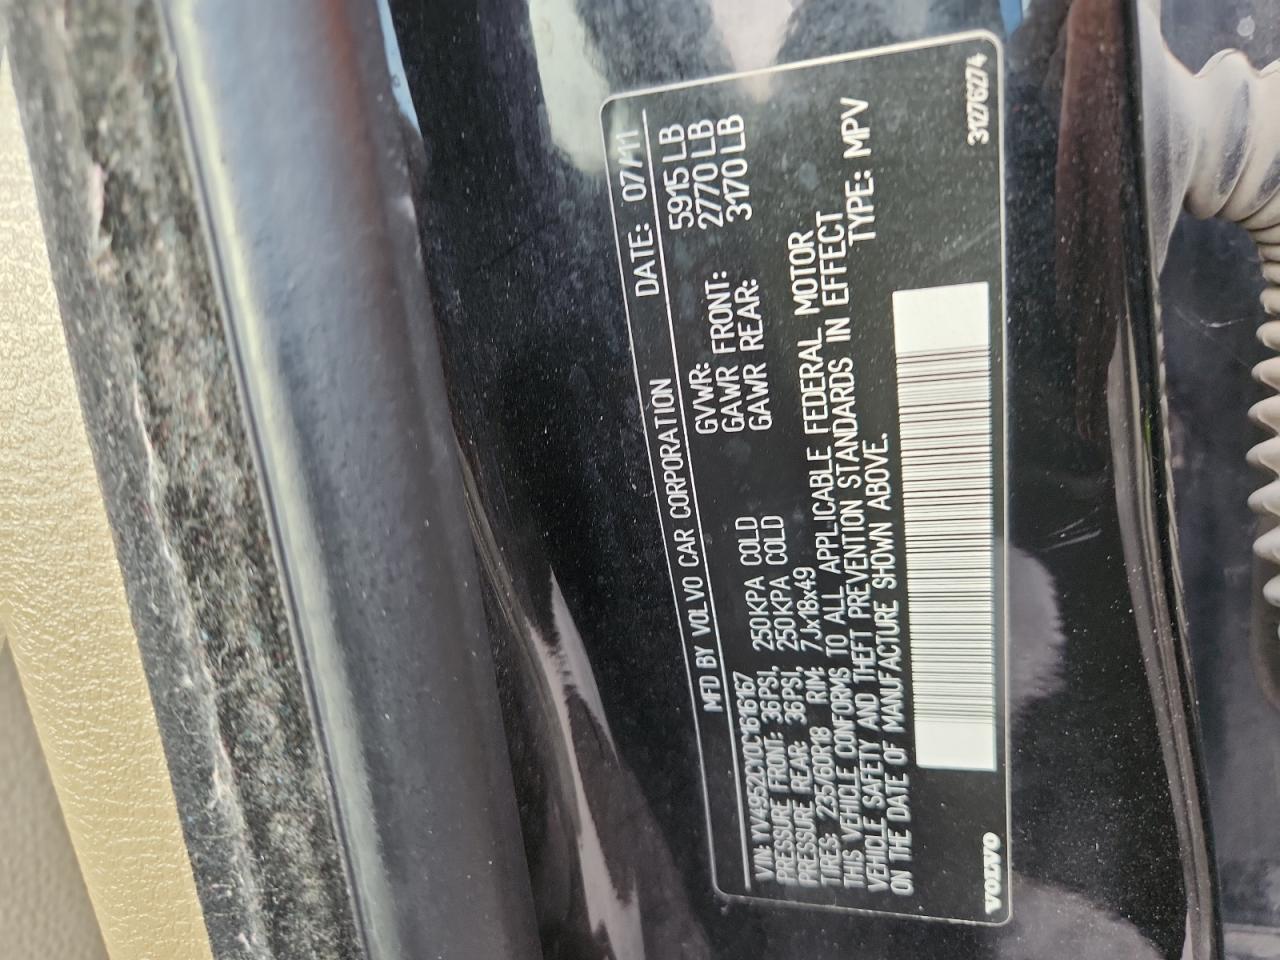 MFD BY VOLVO CAR CORPORATION DATE: 07/11
VIN: YV4952CY0C1616167 GVWR: 5915 LB
PRESSURE FRONT: 36PSI, 250KPA COLD GAWR FRONT: 2770 LB
PRESSURE REAR: 36PSI, 250KPA COLD GAWR REAR: 3170 LB
TIRES: 235/60R18 RIM: 7Jx18x49
THIS VEHICLE CONFORMS TO ALL APPLICABLE FEDERAL MOTOR
VEHICLE SAFETY AND THEFT PREVENTION STANDARDS IN EFFECT
ON THE DATE OF MANUFACTURE SHOWN ABOVE. TYPE: MPV
VOLVO 31276274